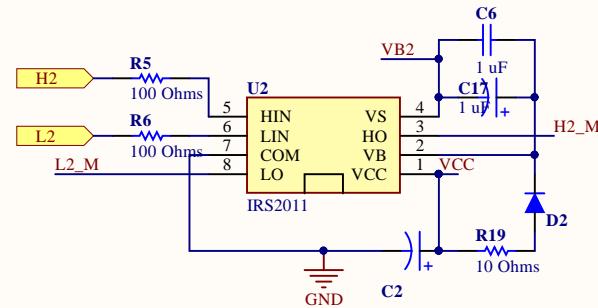 C6
VB2
1 uF
C17
1 uF
+
H2
R5
100 Ohms
L2
R6
100 Ohms
L2_M
U2
5
6
7
8
HIN
LIN
COM
LO
VS
HO
VB
VCC
4
3
2
1
IRS2011
H2_M
VCC
D2
R19
10 Ohms
C2
+
GND